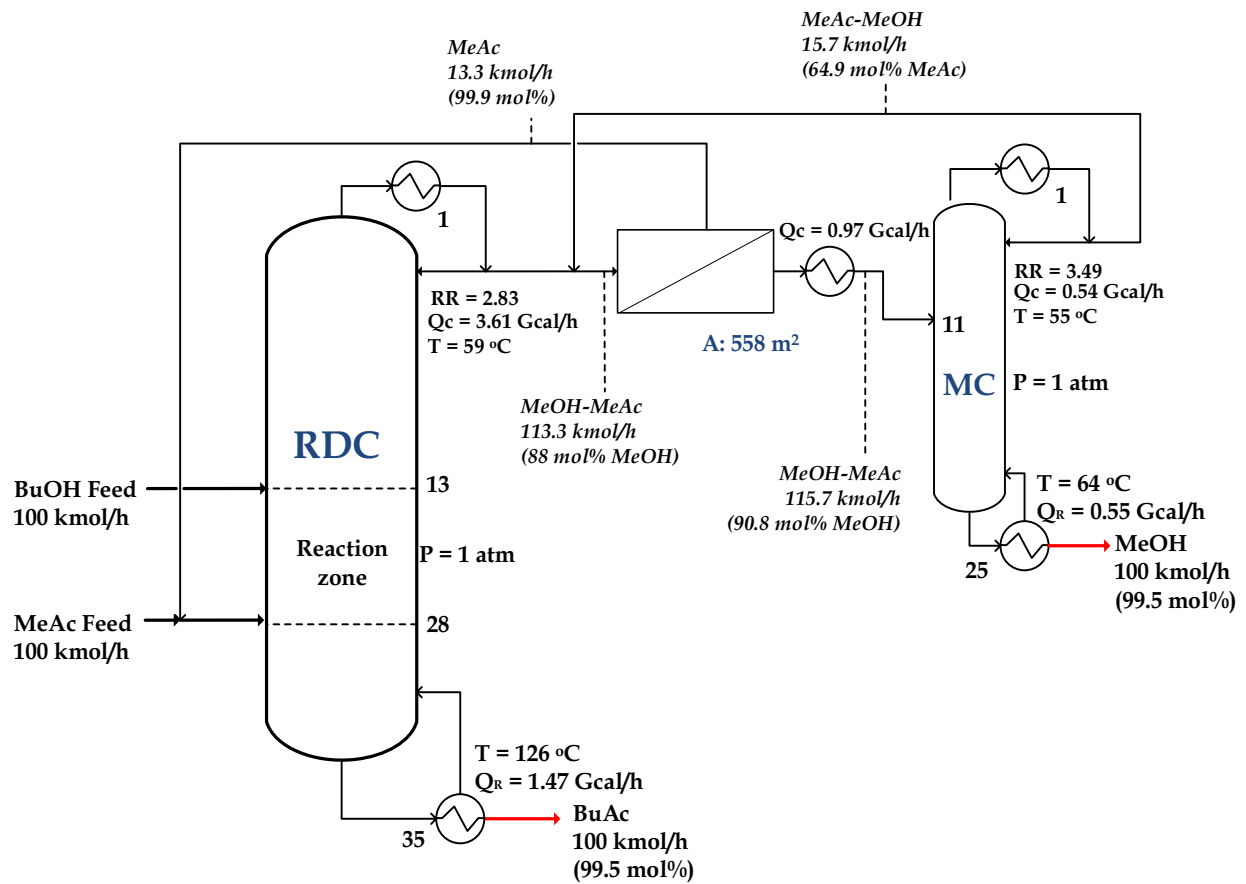 MeAc-MeOH
15.7 kmol/h
(64.9 mol% MeAc)
MeAc
13.3 kmol/h
(99.9 mol%)
1
1
Qc = 0.97 Gcal/h
RR = 2.83
Qc = 3.61 Gcal/h
T = 59 °C
A: 558 m²
11
RR = 3.49
Qc = 0.54 Gcal/h
T = 55 °C
MC
P = 1 atm
MeOH-MeAc
113.3 kmol/h
(88 mol% MeOH)
RDC
MeOH-MeAc
115.7 kmol/h
(90.8 mol% MeOH)
BuOH Feed
100 kmol/h
13
T = 64 °C
QR = 0.55 Gcal/h
Reaction
zone
P = 1 atm
25
MeOH
100 kmol/h
(99.5 mol%)
MeAc Feed
100 kmol/h
28
T = 126 °C
QR = 1.47 Gcal/h
35
BuAc
100 kmol/h
(99.5 mol%)